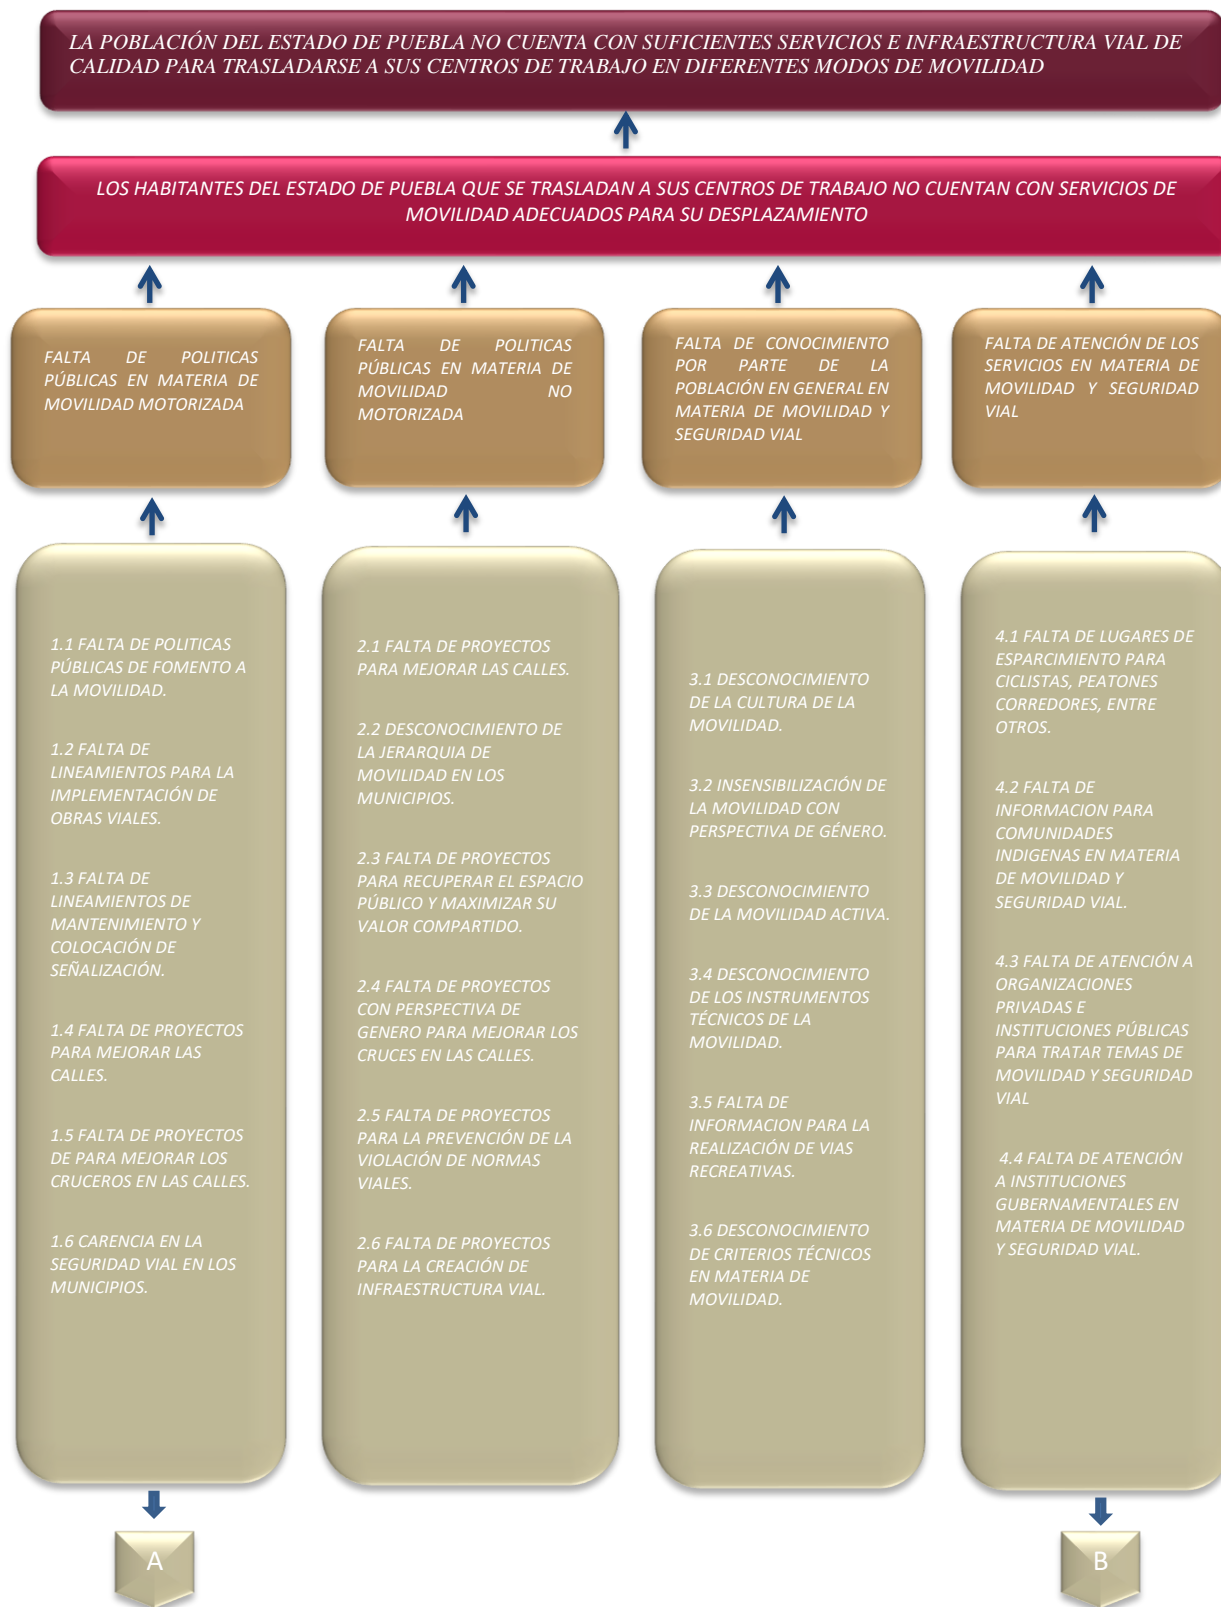 LA POBLACIÓN DEL ESTADO DE PUEBLA NO CUENTA CON SUFICIENTES SERVICIOS E INFRAESTRUCTURA VIAL DE
CALIDAD PARA TRASLADARSE A SUS CENTROS DE TRABAJO EN DIFERENTES MODOS DE MOVILIDAD
LOS HABITANTES DEL ESTADO DE PUEBLA QUE SE TRASLADAN A SUS CENTROS DE TRABAJO NO CUENTAN CON SERVICIOS DE
MOVILIDAD ADECUADOS PARA SU DESPLAZAMIENTO
FALTA DE POLITICAS
PÚBLICAS EN MATERIA DE
MOVILIDAD MOTORIZADA
FALTA DE POLITICAS
PÚBLICAS EN MATERIA DE
MOVILIDAD NO
MOTORIZADA
FALTA DE CONOCIMIENTO
POR PARTE DE LA
POBLACIÓN EN GENERAL EN
MATERIA DE MOVILIDAD Y
SEGURIDAD VIAL
FALTA DE ATENCIÓN DE LOS
SERVICIOS EN MATERIA DE
MOVILIDAD Y SEGURIDAD
VIAL
1.1 FALTA DE POLITICAS
PÚBLICAS DE FOMENTO A
LA MOVILIDAD.
1.2 FALTA DE
LINEAMIENTOS PARA LA
IMPLEMENTACIÓN DE
OBRAS VIALES.
1.3 FALTA DE
LINEAMIENTOS DE
MANTENIMIENTO Y
COLOCACIÓN DE
SEÑALIZACIÓN.
1.4 FALTA DE PROYECTOS
PARA MEJORAR LAS
CALLES.
1.5 FALTA DE PROYECTOS
DE PARA MEJORAR LOS
CRUCEROS EN LAS CALLES.
1.6 CARENCIA EN LA
SEGURIDAD VIAL EN LOS
MUNICIPIOS.
2.1 FALTA DE PROYECTOS
PARA MEJORAR LAS CALLES.
2.2 DESCONOCIMIENTO DE
LA JERARQUIA DE
MOVILIDAD EN LOS
MUNICIPIOS.
2.3 FALTA DE PROYECTOS
PARA RECUPERAR EL ESPACIO
PÚBLICO Y MAXIMIZAR SU
VALOR COMPARTIDO.
2.4 FALTA DE PROYECTOS
CON PERSPECTIVA DE
GENERO PARA MEJORAR LOS
CRUCES EN LAS CALLES.
2.5 FALTA DE PROYECTOS
PARA LA PREVENCIÓN DE LA
VIOLACIÓN DE NORMAS
VIALES.
2.6 FALTA DE PROYECTOS
PARA LA CREACIÓN DE
INFRAESTRUCTURA VIAL.
3.1 DESCONOCIMIENTO
DE LA CULTURA DE LA
MOVILIDAD.
3.2 INSENSIBILIZACIÓN DE
LA MOVILIDAD CON
PERSPECTIVA DE GÉNERO.
3.3 DESCONOCIMIENTO
DE LA MOVILIDAD ACTIVA.
3.4 DESCONOCIMIENTO
DE LOS INSTRUMENTOS
TÉCNICOS DE LA
MOVILIDAD.
3.5 FALTA DE
INFORMACION PARA LA
REALIZACIÓN DE VIAS
RECREATIVAS.
3.6 DESCONOCIMIENTO
DE CRITERIOS TÉCNICOS
EN MATERIA DE
MOVILIDAD.
4.1 FALTA DE LUGARES DE
ESPARCIMIENTO PARA
CICLISTAS, PEATONES
CORREDORES, ENTRE
OTROS.
4.2 FALTA DE
INFORMACION PARA
COMUNIDADES
INDIGENAS EN MATERIA
DE MOVILIDAD Y
SEGURIDAD VIAL.
4.3 FALTA DE ATENCIÓN A
ORGANIZACIONES
PRIVADAS E
INSTITUCIONES PÚBLICAS
PARA TRATAR TEMAS DE
MOVILIDAD Y SEGURIDAD
VIAL
4.4 FALTA DE ATENCIÓN
A INSTITUCIONES
GUBERNAMENTALES EN
MATERIA DE MOVILIDAD
Y SEGURIDAD VIAL.
A
B